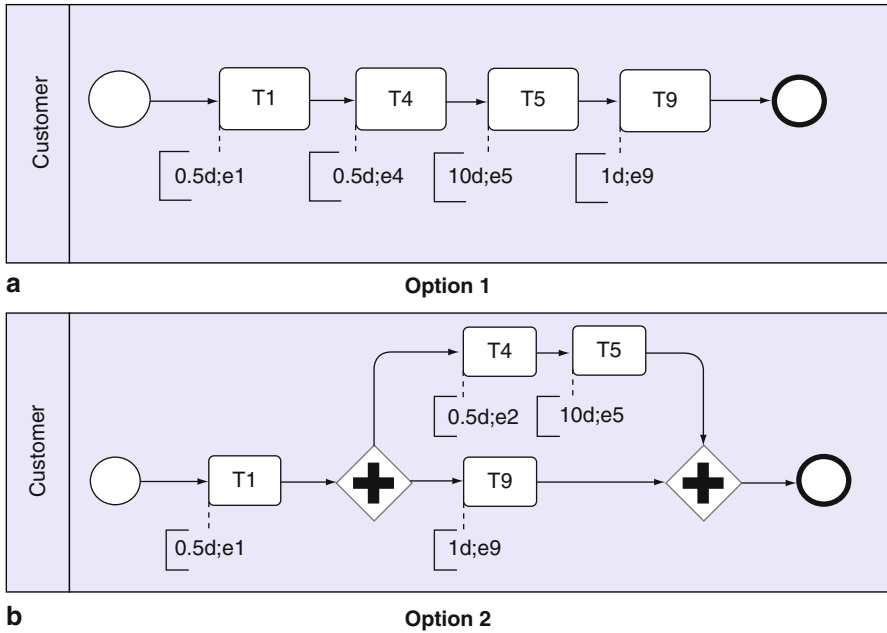 Customer
T1
T4
T5
T9
0.5d;e1
0.5d;e4
10d;e5
1d;e9
a
Option 1
Customer
T4
T5
0.5d;e2
10d;e5
T1
T9
0.5d;e1
1d;e9
b
Option 2